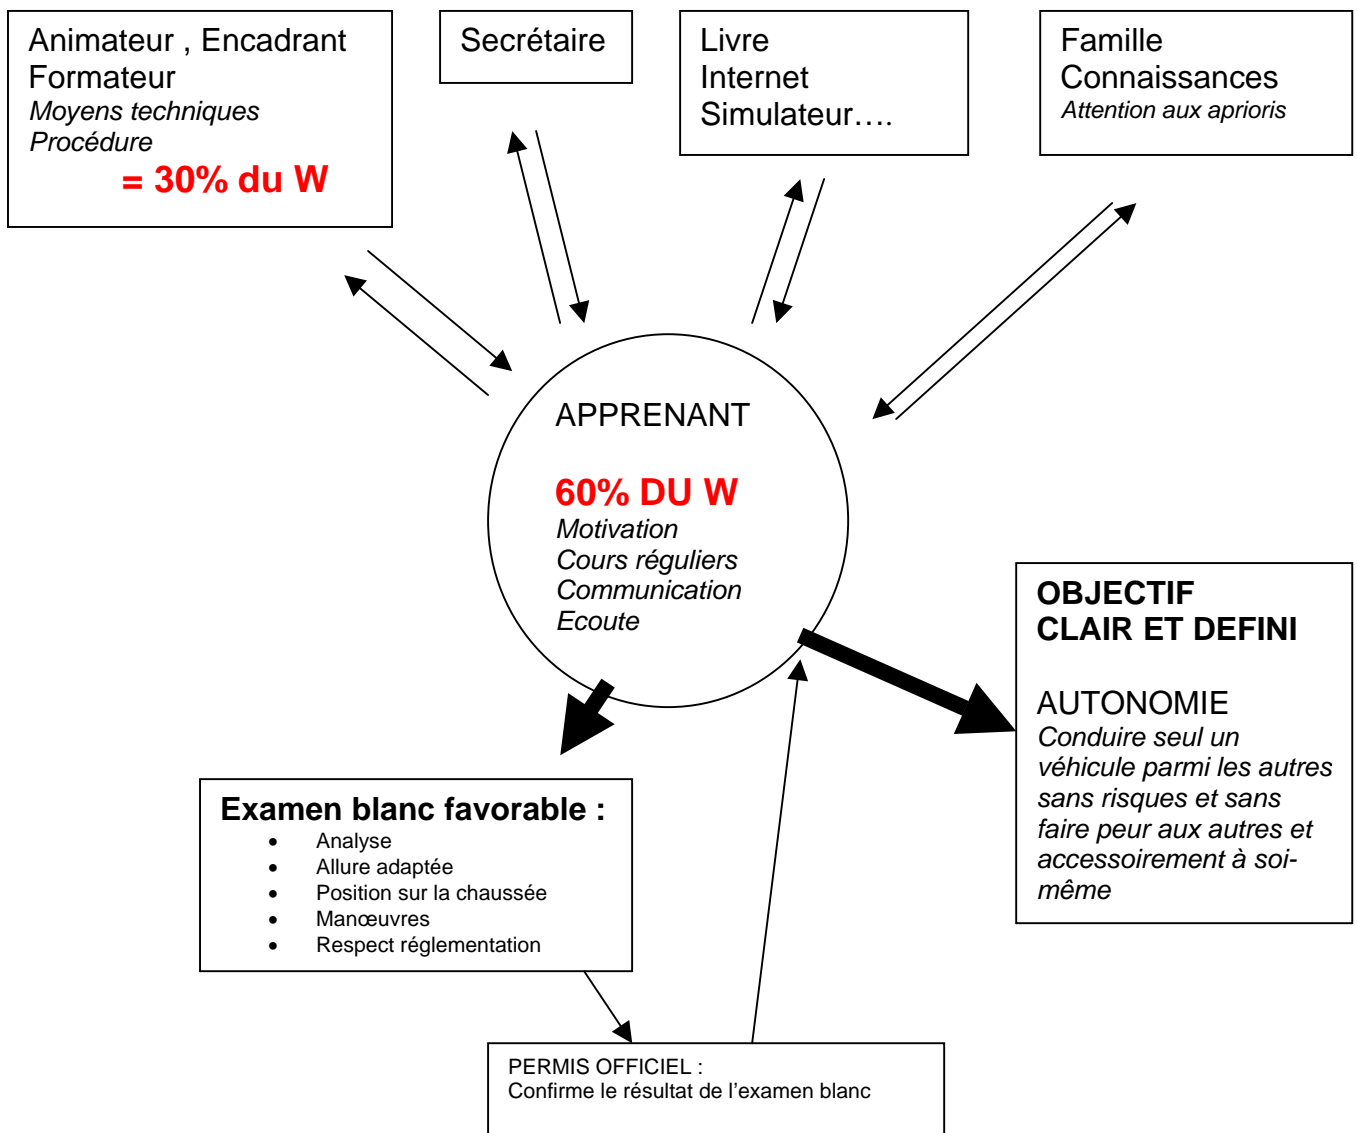 Animateur , Encadrant
Formateur
Moyens techniques
Procédure
= 30% du W
Secrétaire
Livre
Internet
Simulateur….
Famille
Connaissances
Attention aux aprioris
APPRENANT
60% DU W
Motivation
Cours réguliers
Communication
Ecoute
OBJECTIF
CLAIR ET DEFINI
AUTONOMIE
Conduire seul un
véhicule parmi les autres
sans risques et sans
faire peur aux autres et
accessoirement à soi-
même
Examen blanc favorable :
• Analyse
• Allure adaptée
• Position sur la chaussée
• Manœuvres
• Respect réglementation
PERMIS OFFICIEL :
Confirme le résultat de l’examen blanc